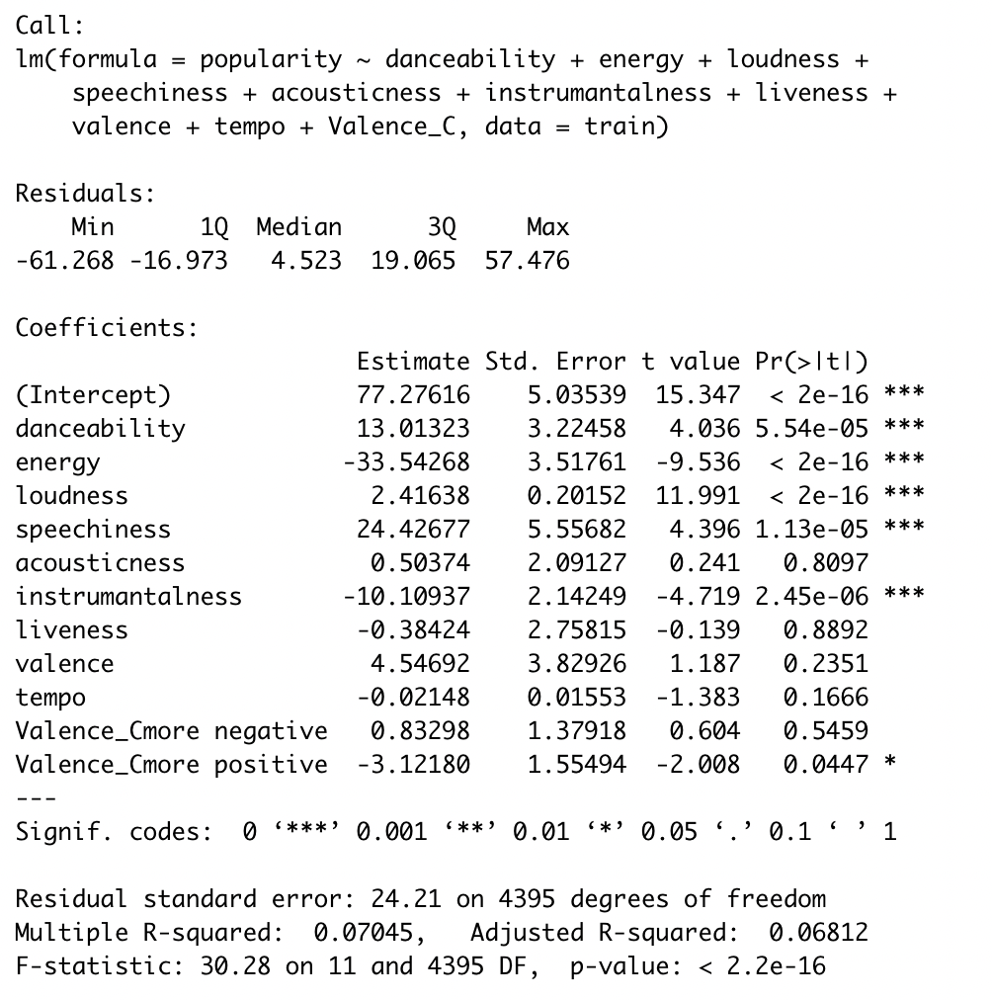 Call:
lm(formula = popularity ~ danceability + energy + loudness +
    speechiness + acousticness + instrumantalness + liveness +
    valence + tempo + Valence_C, data = train)

Residuals:
    Min      1Q  Median      3Q     Max
-61.268 -16.973   4.523  19.065  57.476

Coefficients:
                       Estimate Std. Error t value Pr(>|t|)
(Intercept)            77.27616    5.03539  15.347  < 2e-16 ***
danceability           13.01323    3.22458   4.036 5.54e-05 ***
energy                -33.54268    3.51761  -9.536  < 2e-16 ***
loudness                2.41638    0.20152  11.991  < 2e-16 ***
speechiness            24.42677    5.55682   4.396 1.13e-05 ***
acousticness            0.50374    2.09127   0.241   0.8097
instrumantalness      -10.10937    2.14249  -4.719 2.45e-06 ***
liveness               -0.38424    2.75815  -0.139   0.8892
valence                 4.54692    3.82926   1.187   0.2351
tempo                  -0.02148    0.01553  -1.383   0.1666
Valence_Cmore negative  0.83298    1.37918   0.604   0.5459
Valence_Cmore positive -3.12180    1.55494  -2.008   0.0447 *
---
Signif. codes:  0 ‘***’ 0.001 ‘**’ 0.01 ‘*’ 0.05 ‘.’ 0.1 ‘ ’ 1

Residual standard error: 24.21 on 4395 degrees of freedom
Multiple R-squared:  0.07045,   Adjusted R-squared:  0.06812
F-statistic: 30.28 on 11 and 4395 DF,  p-value: < 2.2e-16